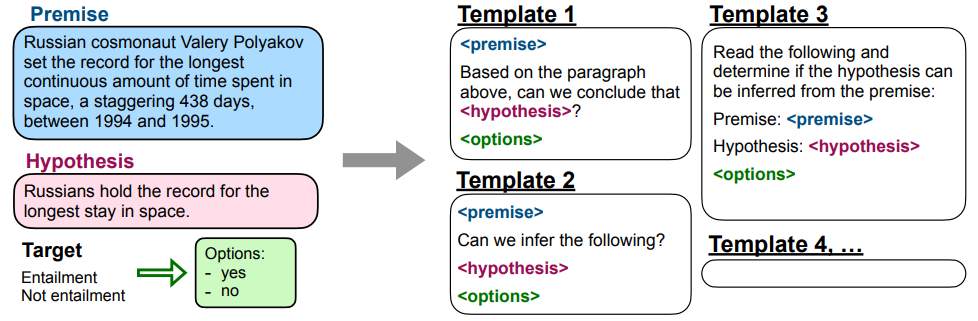 Premise
Russian cosmonaut Valery Polyakov
set the record for the longest
continuous amount of time spent in
space, a staggering 438 days,
between 1994 and 1995.
Hypothesis
Russians hold the record for the
longest stay in space.
Target
Entailment
Not entailment
Options:
- yes
- no
Template 1
<premise>
Based on the paragraph
above, can we conclude that
<hypothesis>?
<options>
Template 2
<premise>
Can we infer the following?
<hypothesis>
<options>
Template 3
Read the following and
determine if the hypothesis can
be inferred from the premise:
Premise: <premise>
Hypothesis: <hypothesis>
<options>
Template 4, …